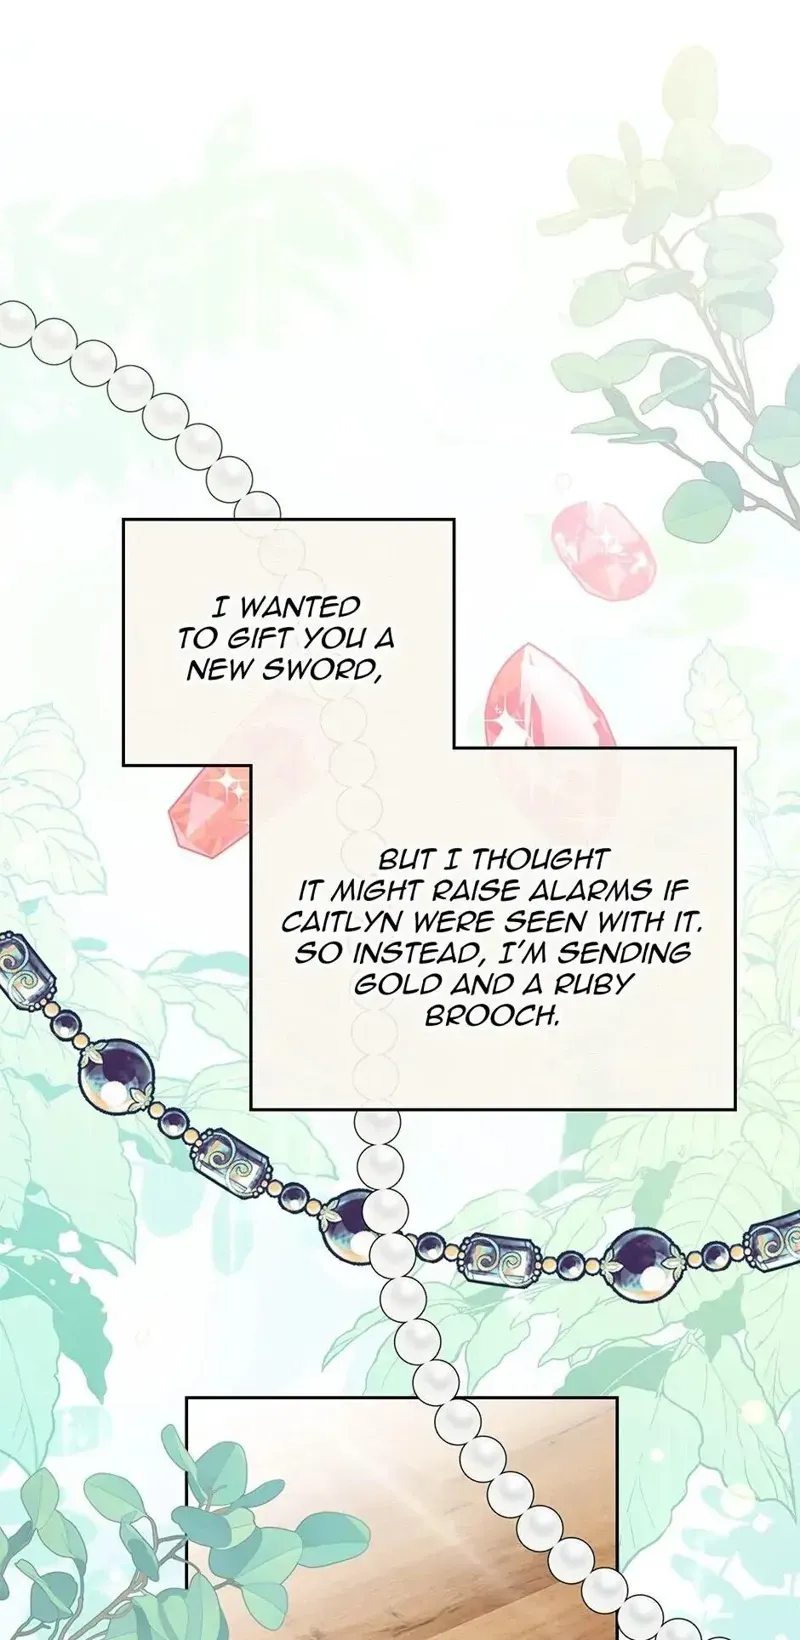 I WANTED
TO GIFT YOU A
NEW SWORD,
BUT I THOUGHT
IT MIGHT RAISE ALARMS IF
CAITLYN WERE SEEN WITH IT.
SO INSTEAD, I'M SENDING
GOLD AND A RUBY
BROOCH.